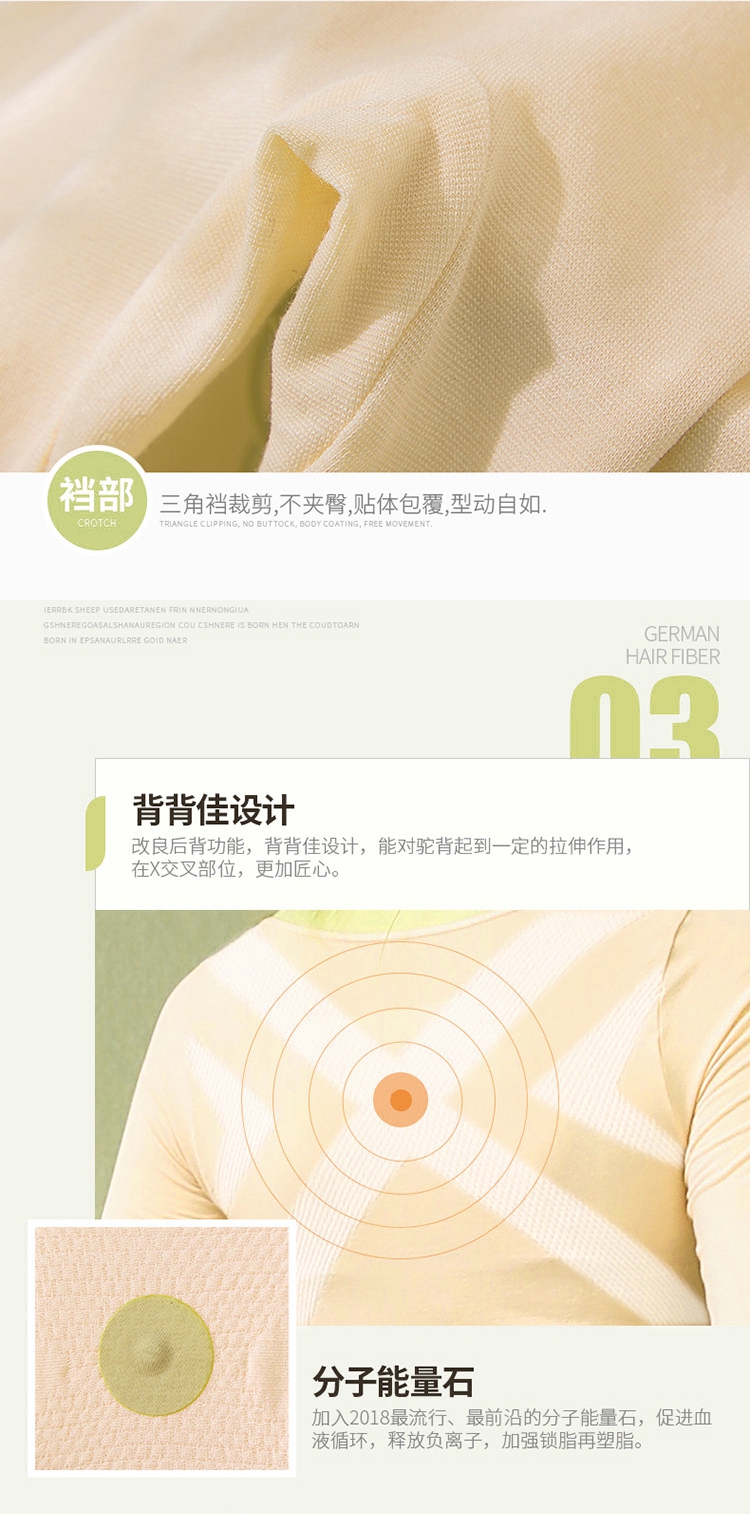 裆部
CROTCH
三角裆裁剪,不夹臀,贴体包覆,型动自如.
TRIANGLE CLIPPING, NO BUTTOCK, BODY COATING, FREE MOVEMENT.
IERRBK SHEEP USEDARETANEN FRIN NNERNONGIUA
GSHNEREGOASALSHANAUREGION COU CSHNERE IS BORN HEN THE COUDTOARN
BORN IN EPSANAURLRRE GOID NAER
GERMAN
HAIR FIBER
03
背背佳设计
改良后背功能，背背佳设计，能对驼背起到一定的拉伸作用，
在X交叉部位，更加匠心。
分子能量石
加入2018最流行、最前沿的分子能量石，促进血
液循环，释放负离子，加强锁脂再塑脂。